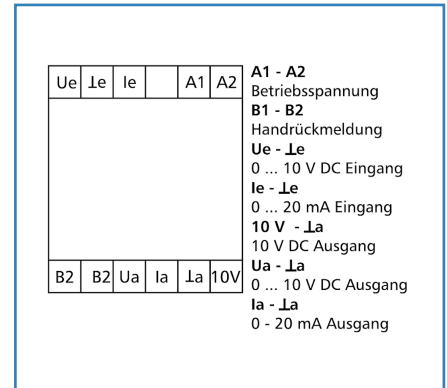 Ue ⊥e Ie A1 A2
A1 - A2
Betriebsspannung
B1 - B2
Handrückmeldung
Ue - ⊥e
0 ... 10 V DC Eingang
Ie - ⊥e
0 ... 20 mA Eingang
10 V - ⊥a
10 V DC Ausgang
Ua - ⊥a
0 ... 10 V DC Ausgang
Ia - ⊥a
0 - 20 mA Ausgang
B2 B2 Ua Ia ⊥a 10V